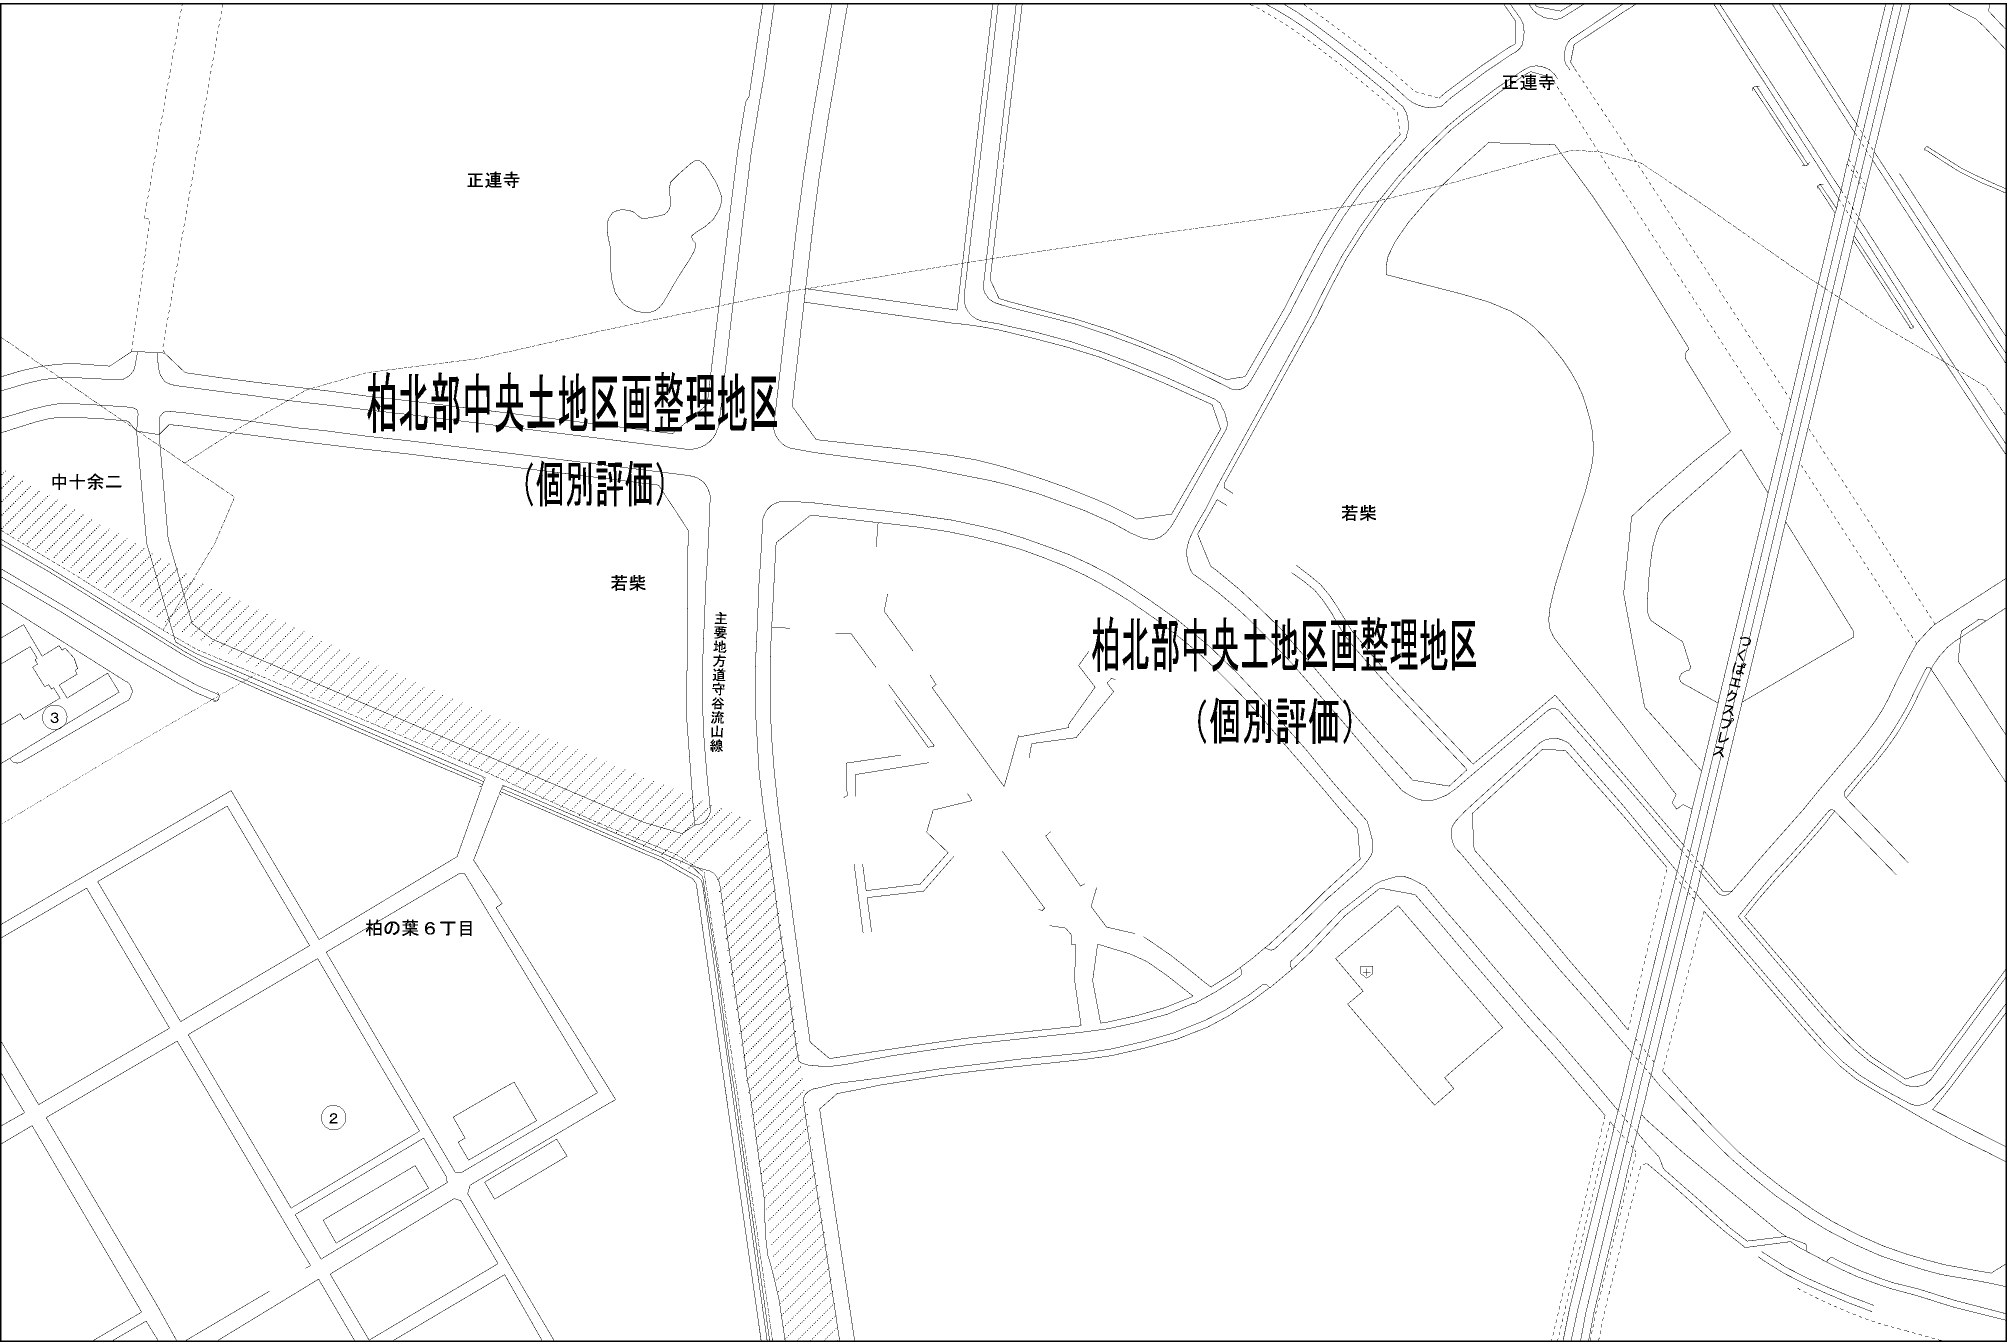 正連寺
正連寺
柏北部中央土地区画整理地区
（個別評価）
中十余二
若柴
若柴
主要地方道守谷流山線
柏北部中央土地区画整理地区
（個別評価）
つくばエクスプレス
3
柏の葉６丁目
2